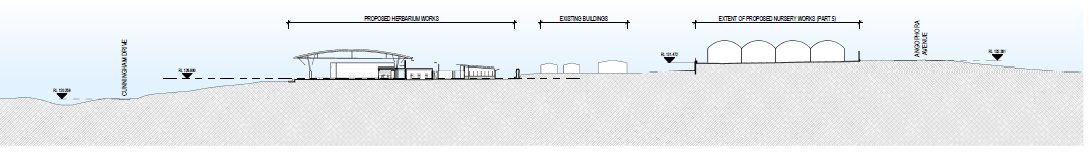 PROPOSED HERBARIUM WORKS
EXISTING BUILDINGS
EXTENT OF PROPOSED NURSERY WORKS (PART 5)
CUNNINGHAM DRIVE
ANGOPHORA
AVENUE